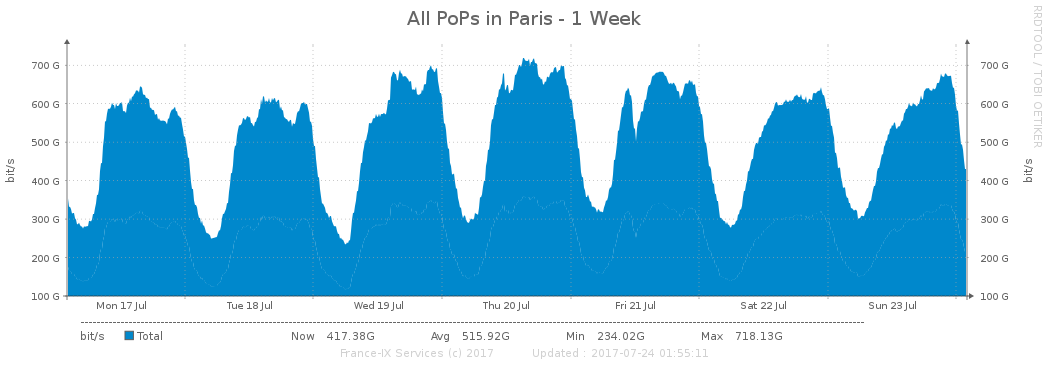 All PoPs in Paris - 1 Week
RRDTOOL / TOBI OETIKER
bit/s
700 G 700 G
600 G 600 G
500 G 500 G
400 G 400 G
300 G 300 G
200 G 200 G
100 G 100 G
bit/s
Mon 17 Jul Tue 18 Jul Wed 19 Jul Thu 20 Jul Fri 21 Jul Sat 22 Jul Sun 23 Jul
bit/s Total Now 417.38G Avg 515.92G Min 234.02G Max 718.13G
France-IX Services (c) 2017 Updated : 2017-07-24 01:55:11